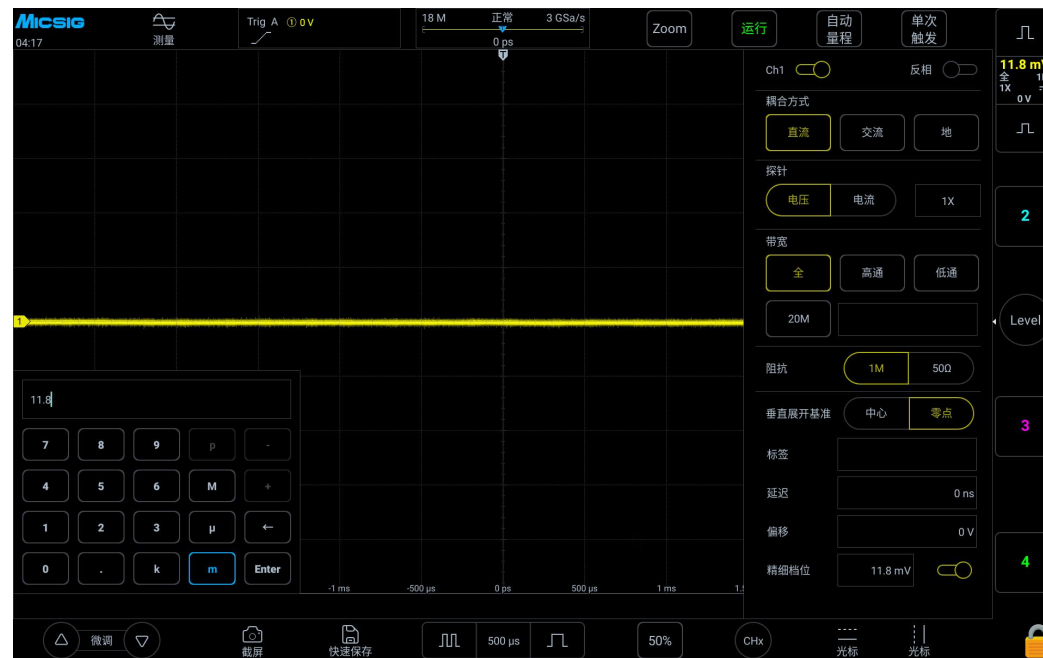 Micsig
04:17
测量
Trig A ① 0 V
18 M 正常 3 GSa/s
0 ps
Zoom
运行
自动
量程
单次
触发
T
Ch1 反相
11.8 m
全 1
1X
0 V
耦合方式
直流 交流 地
探针
电压 电流 1X
2
带宽
全 高通 低通
20M
1
Level
阻抗 1M 50Ω
11.8
垂直展开基准 中心 零点
3
7 8 9 p -
标签
4 5 6 M +
延迟 0 ns
1 2 3 µ ←
偏移 0 V
0 . k m Enter
精细档位 11.8 mV
4
-1 ms -500 µs 0 ps 500 µs 1 ms 1.
微调
截屏
快速保存
500 µs
50%
CHx
光标
光标